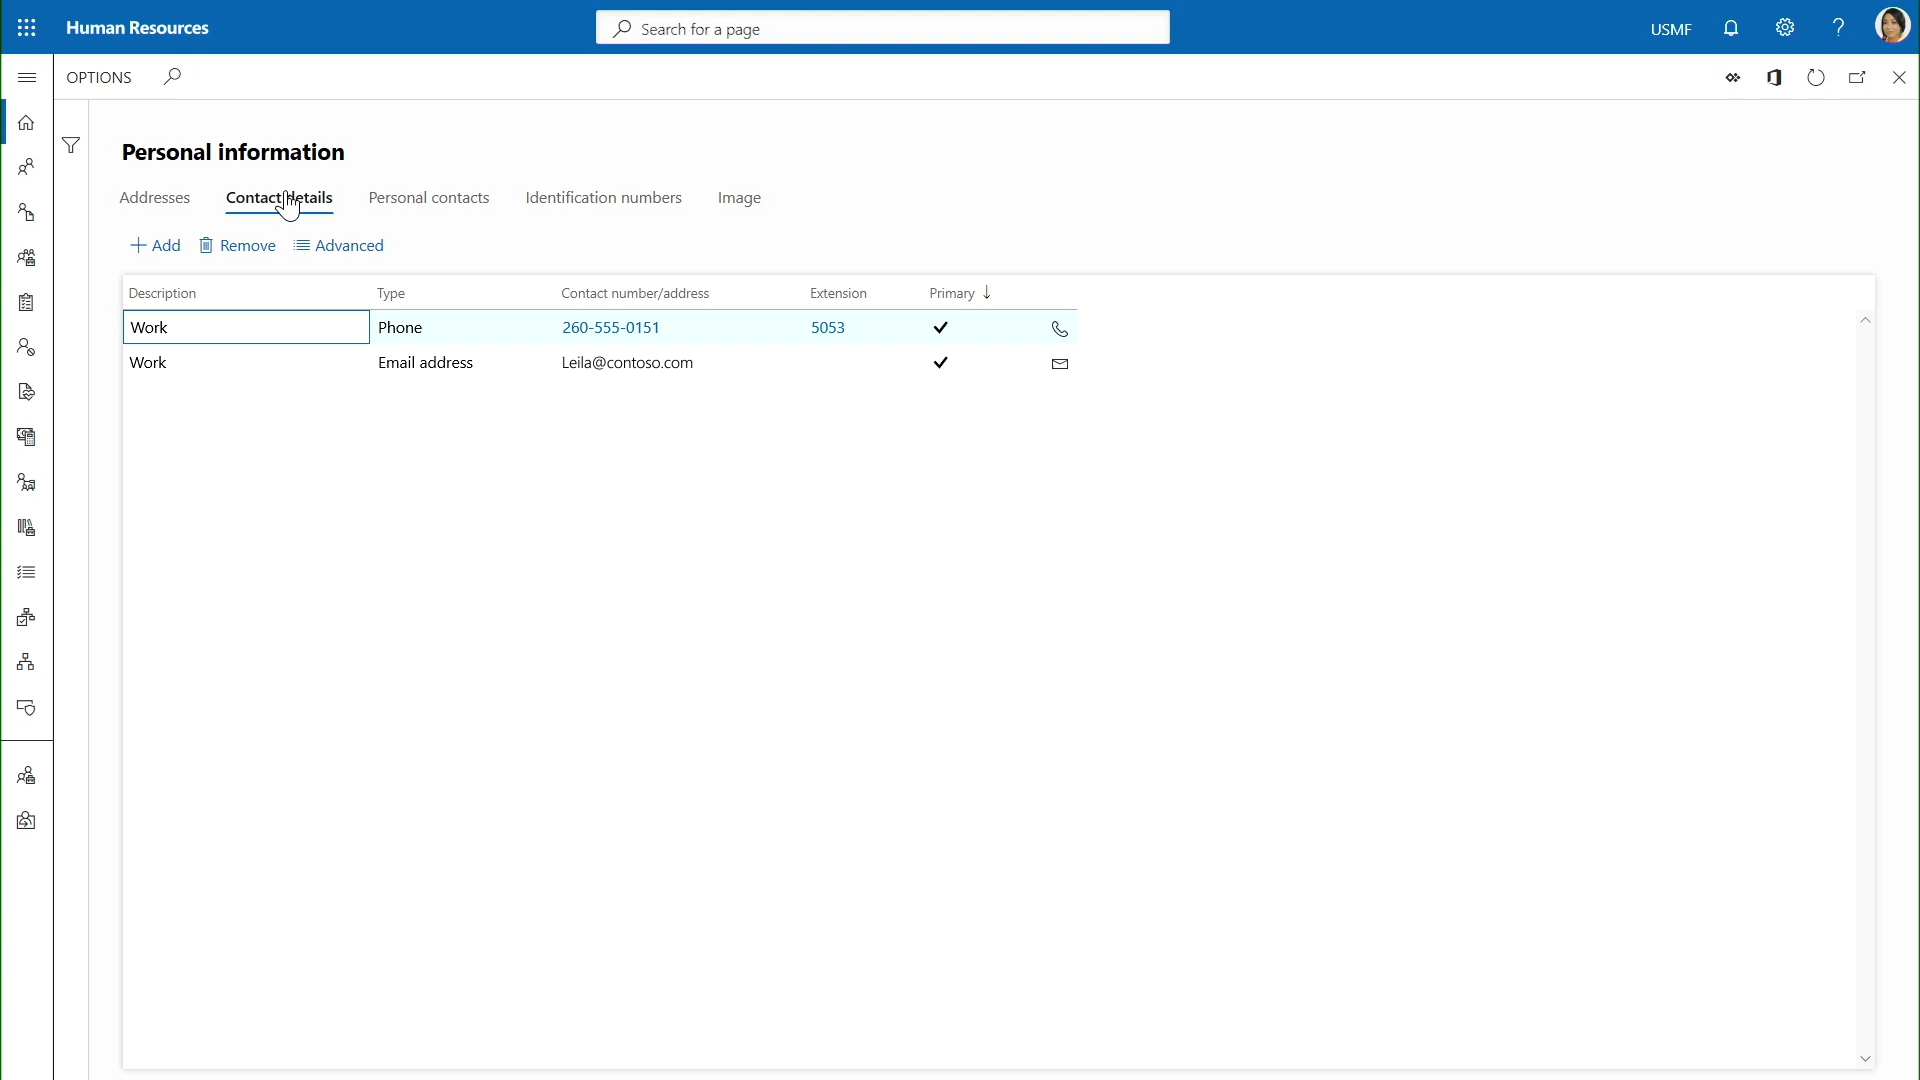 Human Resources
Search for a page
USMF
?
OPTIONS
Personal information
Addresses Contact details Personal contacts Identification numbers Image
+ Add Remove Advanced
Description Type Contact number/address Extension Primary ↓
Work Phone 260-555-0151 5053 ✔
Work Email address Leila@contoso.com ✔